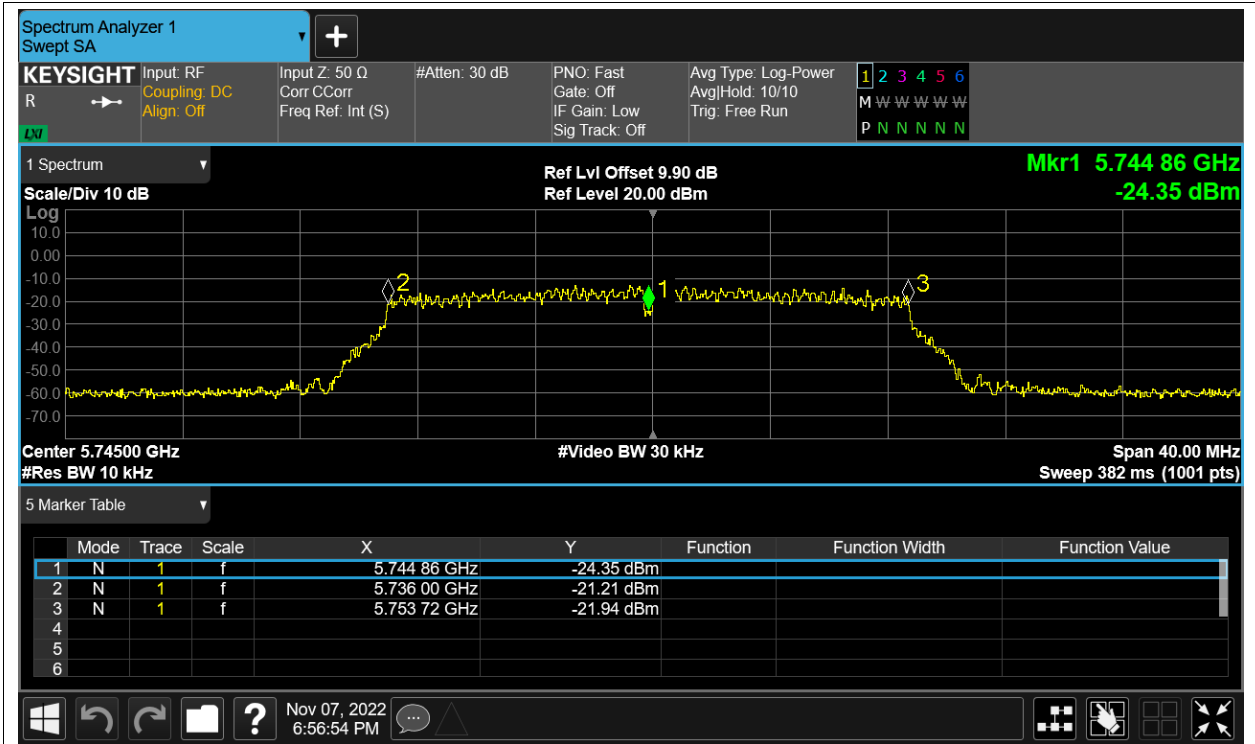 Spectrum Analyzer 1
Swept SA
KEYSIGHT
R
LXI
Input: RF
Coupling: DC
Align: Off
Input Z: 50 Ω
Corr CCorr
Freq Ref: Int (S)
#Atten: 30 dB
PNO: Fast
Gate: Off
IF Gain: Low
Sig Track: Off
Avg Type: Log-Power
Avg|Hold: 10/10
Trig: Free Run
1 2 3 4 5 6
M W W W W W
P N N N N N
1 Spectrum
Scale/Div 10 dB
Ref Lvl Offset 9.90 dB
Ref Level 20.00 dBm
Mkr1 5.744 86 GHz
-24.35 dBm
Log
10.0
0.00
-10.0
-20.0
-30.0
-40.0
-50.0
-60.0
-70.0
2
1
3
Center 5.74500 GHz
#Res BW 10 kHz
#Video BW 30 kHz
Span 40.00 MHz
Sweep 382 ms (1001 pts)
5 Marker Table
Mode Trace Scale X Y Function Function Width Function Value
1 N 1 f 5.744 86 GHz -24.35 dBm
2 N 1 f 5.736 00 GHz -21.21 dBm
3 N 1 f 5.753 72 GHz -21.94 dBm
4
5
6
?
Nov 07, 2022
6:56:54 PM